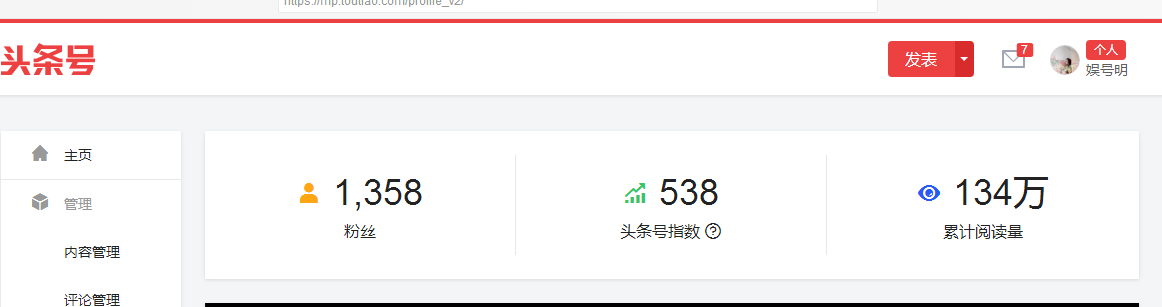 https://mp.toutiao.com/profile_v2/
头条号
发表
7
个人
娱号明
主页
1,358
538
134万
管理
粉丝
头条号指数
累计阅读量
内容管理
评论管理